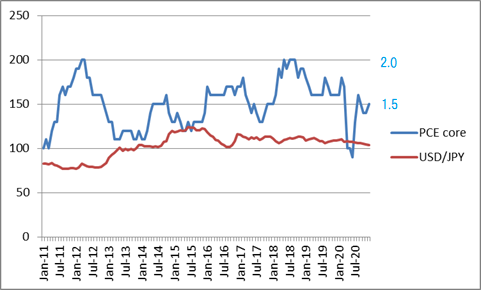 250
200
150
100
50
0
2.0
1.5
PCE core
USD/JPY
Jan-11
Jul-11
Jan-12
Jul-12
Jan-13
Jul-13
Jan-14
Jul-14
Jan-15
Jul-15
Jan-16
Jul-16
Jan-17
Jul-17
Jan-18
Jul-18
Jan-19
Jul-19
Jan-20
Jul-20